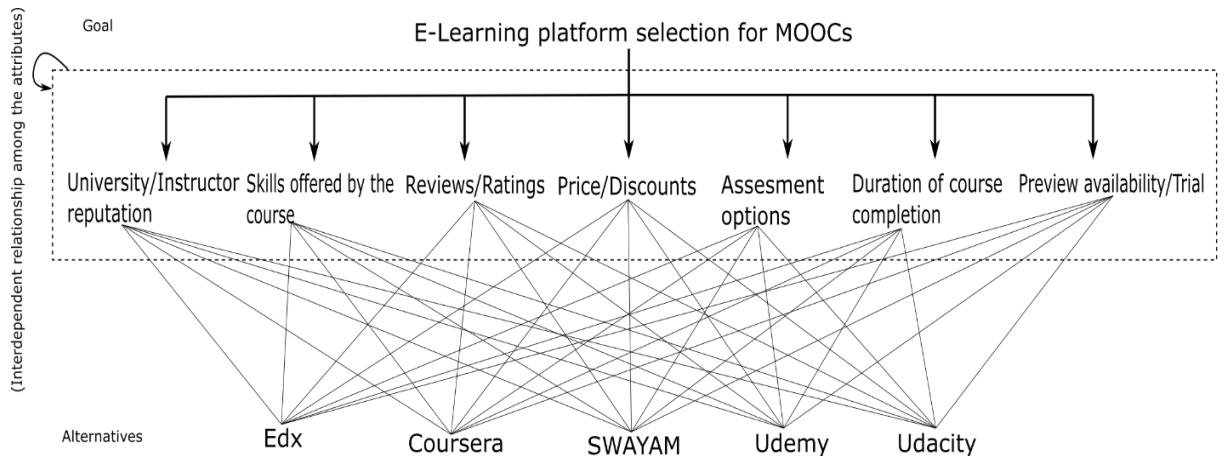 (Interdependent relationship among the attributes)
Goal
E-Learning platform selection for MOOCs
University/Instructor
reputation
Skills offered by the
course
Reviews/Ratings
Price/Discounts
Assesment
options
Duration of course
completion
Preview availability/Trial
Alternatives
Edx
Coursera
SWAYAM
Udemy
Udacity